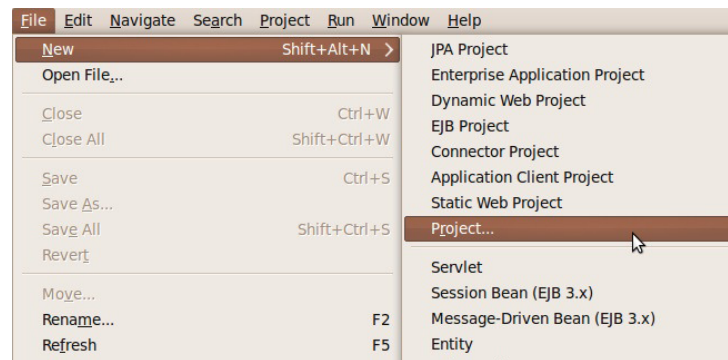 File Edit Navigate Search Project Run Window Help
New Shift+Alt+N
Open File...
Close Ctrl+W
Close All Shift+Ctrl+W
Save Ctrl+S
Save As...
Save All Shift+Ctrl+S
Revert
Move...
Rename... F2
Refresh F5
JPA Project
Enterprise Application Project
Dynamic Web Project
EJB Project
Connector Project
Application Client Project
Static Web Project
Project...
Servlet
Session Bean (EJB 3.x)
Message-Driven Bean (EJB 3.x)
Entity